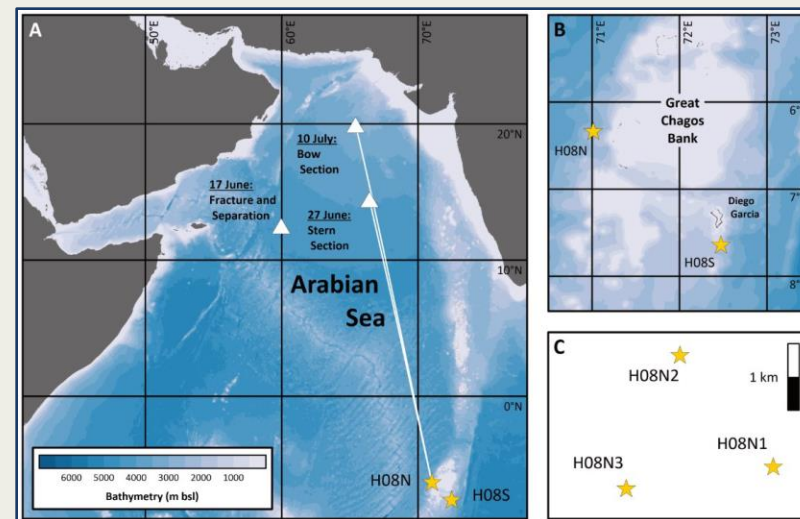 A
50°E
60°E
70°E
20°N
10 July:
Bow
Section
17 June:
Fracture and
Separation
27 June:
Stern
Section
10°N
Arabian
Sea
0°N
H08N
H08S
6000 5000 4000 3000 2000 1000
Bathymetry (m bsl)
B
71°E
72°E
73°E
6°
Great
Chagos
Bank
H08N
7°
Diego
Garcia
H08S
8°
C
H08N2
1 km
H08N1
H08N3